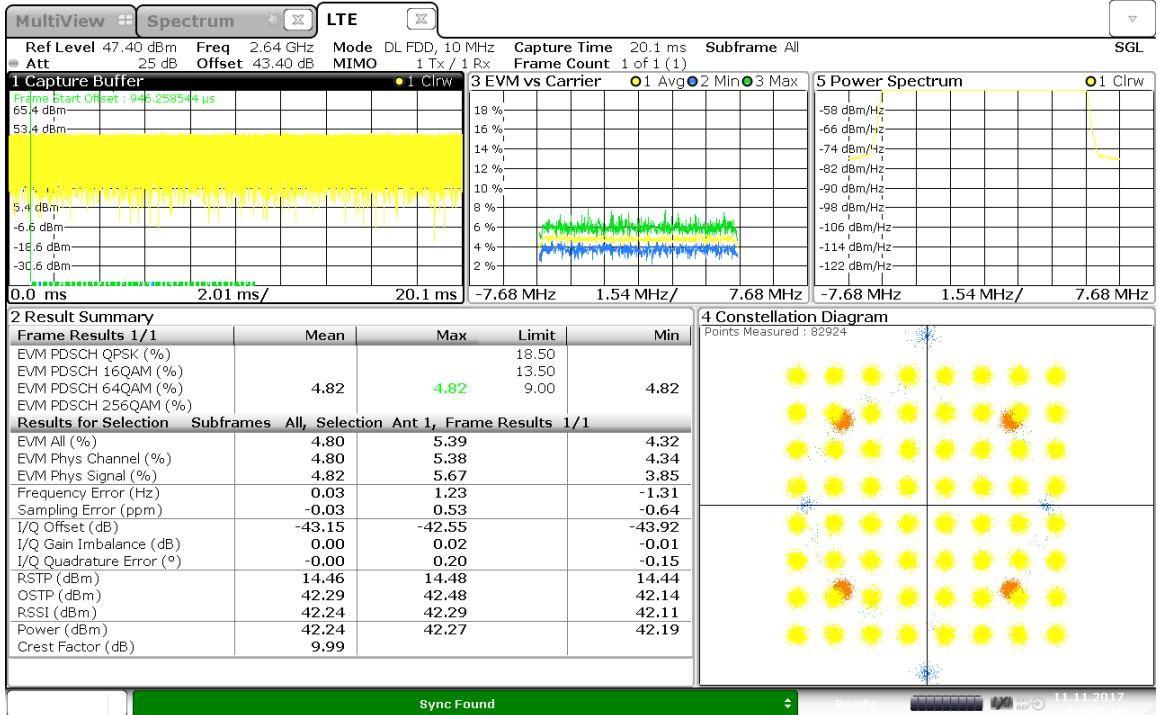 MultiView Spectrum LTE
Ref Level 47.40 dBm Freq 2.64 GHz Mode DL FDD, 10 MHz Capture Time 20.1 ms Subframe All SGL
Att 25 dB Offset 43.40 dB MIMO 1 Tx / 1 Rx Frame Count 1 of 1 (1)
1 Capture Buffer 1 Clrw
Frame Start Offset : 946.258544 µs
65.4 dBm
53.4 dBm
5.4 dBm
-6.6 dBm
-18.6 dBm
-30.6 dBm
0.0 ms 2.01 ms/ 20.1 ms
3 EVM vs Carrier 1 Avg 2 Min 3 Max
18 %
16 %
14 %
12 %
10 %
8 %
6 %
4 %
2 %
-7.68 MHz 1.54 MHz/ 7.68 MHz
5 Power Spectrum 1 Clrw
-58 dBm/Hz
-66 dBm/Hz
-74 dBm/Hz
-82 dBm/Hz
-90 dBm/Hz
-98 dBm/Hz
-106 dBm/Hz
-114 dBm/Hz
-122 dBm/Hz
-7.68 MHz 1.54 MHz/ 7.68 MHz
2 Result Summary
Frame Results 1/1 Mean Max Limit Min
EVM PDSCH QPSK (%) 18.50
EVM PDSCH 16QAM (%) 13.50
EVM PDSCH 64QAM (%) 4.82 4.82 9.00 4.82
EVM PDSCH 256QAM (%)
Results for Selection Subframes All, Selection Ant 1, Frame Results 1/1
EVM All (%) 4.80 5.39 4.32
EVM Phys Channel (%) 4.80 5.38 4.34
EVM Phys Signal (%) 4.82 5.67 3.85
Frequency Error (Hz) 0.03 1.23 -1.31
Sampling Error (ppm) -0.03 0.53 -0.64
I/Q Offset (dB) -43.15 -42.55 -43.92
I/Q Gain Imbalance (dB) 0.00 0.02 -0.01
I/Q Quadrature Error (°) -0.00 0.20 -0.15
RSTP (dBm) 14.46 14.48 14.44
OSTP (dBm) 42.29 42.48 42.14
RSSI (dBm) 42.24 42.29 42.11
Power (dBm) 42.24 42.27 42.19
Crest Factor (dB) 9.99
4 Constellation Diagram
Points Measured : 82924
Sync Found Ready LXI EXT REF 11.11.2017